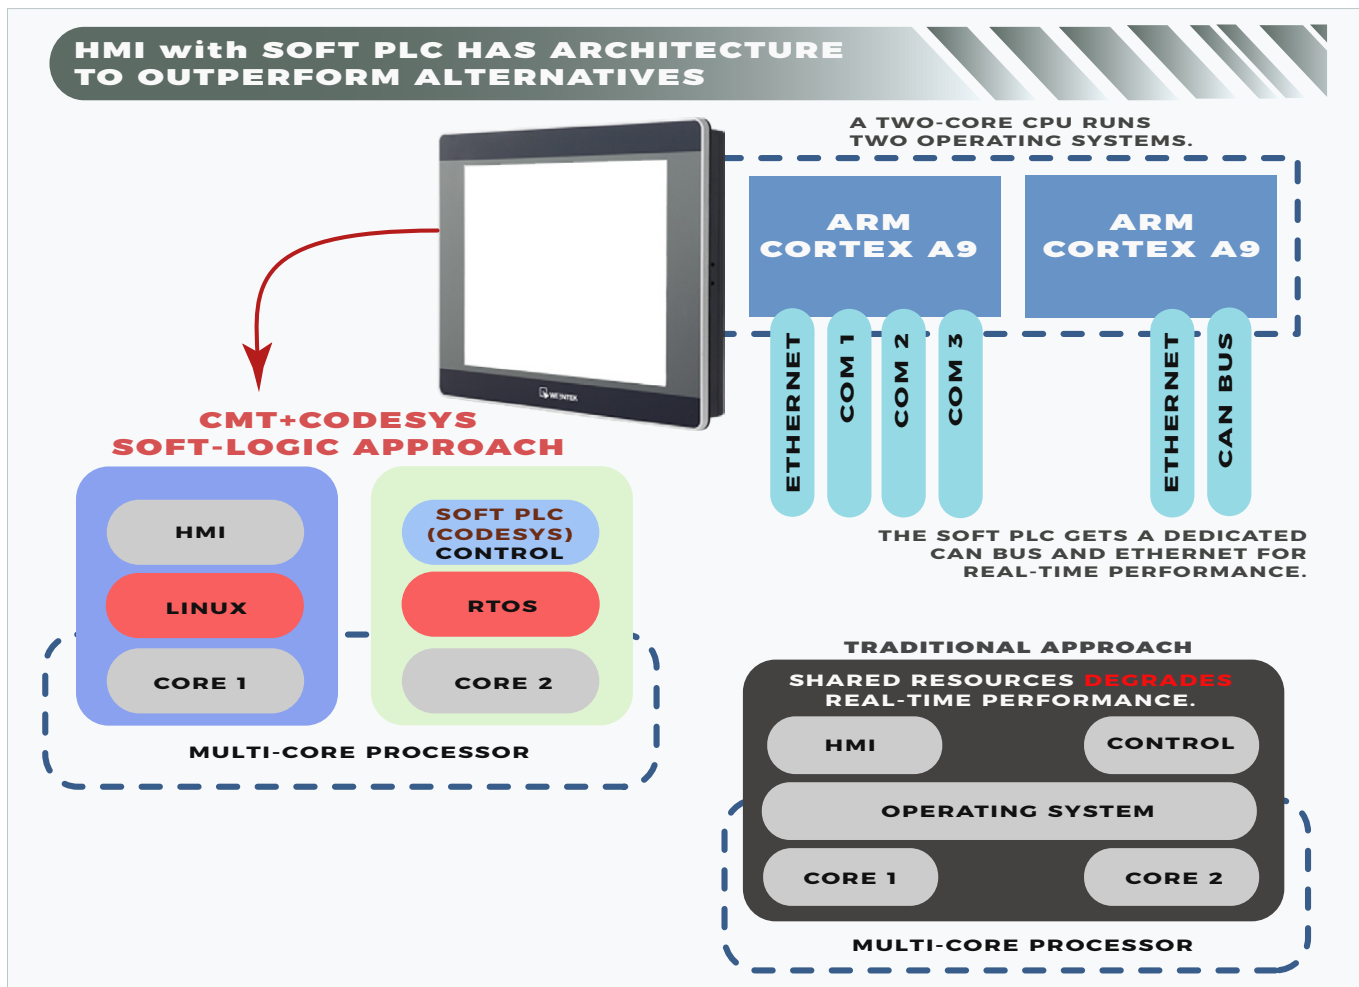 HMI with SOFT PLC HAS ARCHITECTURE
TO OUTPERFORM ALTERNATIVES
A TWO-CORE CPU RUNS
TWO OPERATING SYSTEMS.
ARM
CORTEX A9
ARM
CORTEX A9
ETHERNET
COM 1
COM 2
COM 3
ETHERNET
CAN BUS
THE SOFT PLC GETS A DEDICATED
CAN BUS AND ETHERNET FOR
REAL-TIME PERFORMANCE.
CMT+CODESYS
SOFT-LOGIC APPROACH
HMI
LINUX
CORE 1
SOFT PLC
(CODESYS)
CONTROL
RTOS
CORE 2
MULTI-CORE PROCESSOR
TRADITIONAL APPROACH
SHARED RESOURCES DEGRADES
REAL-TIME PERFORMANCE.
HMI
CONTROL
OPERATING SYSTEM
CORE 1
CORE 2
MULTI-CORE PROCESSOR